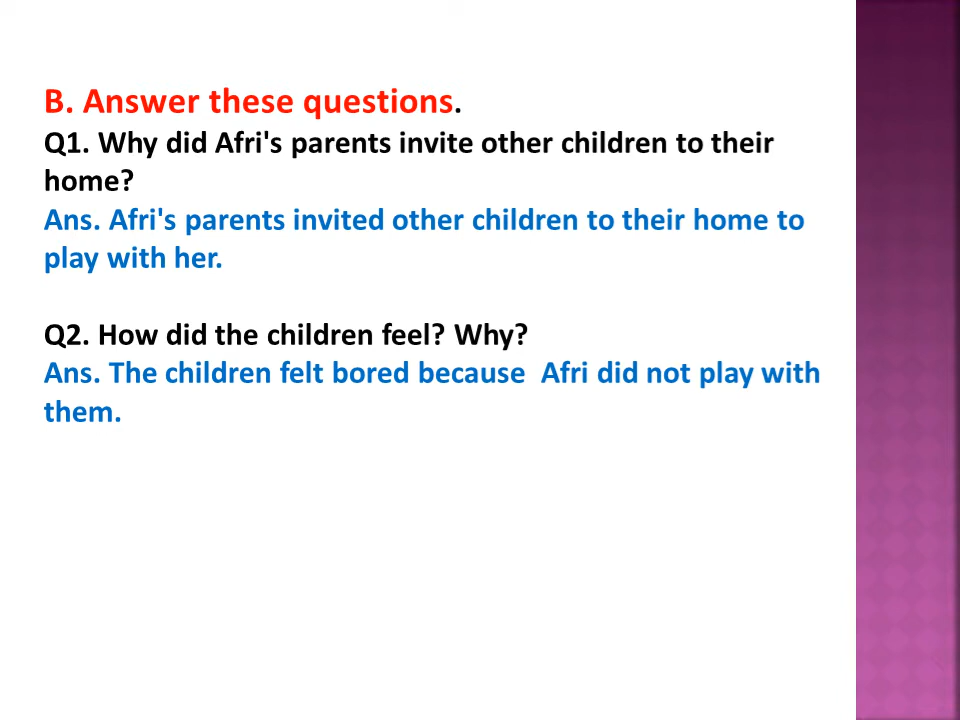 B. Answer these questions.
Q1. Why did Afri's parents invite other children to their
home?
Ans. Afri's parents invited other children to their home to
play with her.
Q2. How did the children feel? Why?
Ans. The children felt bored because  Afri did not play with
them.